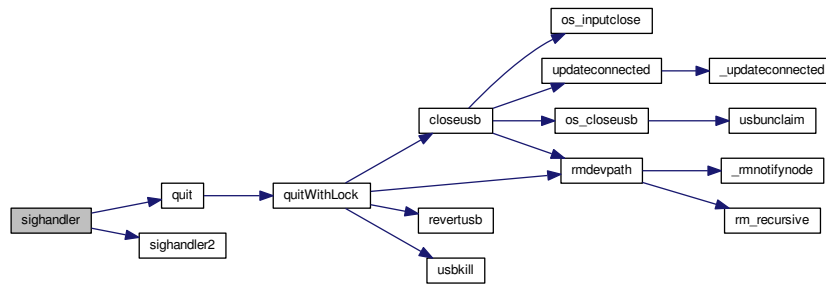 os_inputclose
updateconnected
_updateconnected
closeusb
os_closeusb
usbunclaim
rmdevpath
_rmnotifynode
quit
quitWithLock
sighandler
revertusb
rm_recursive
sighandler2
usbkill